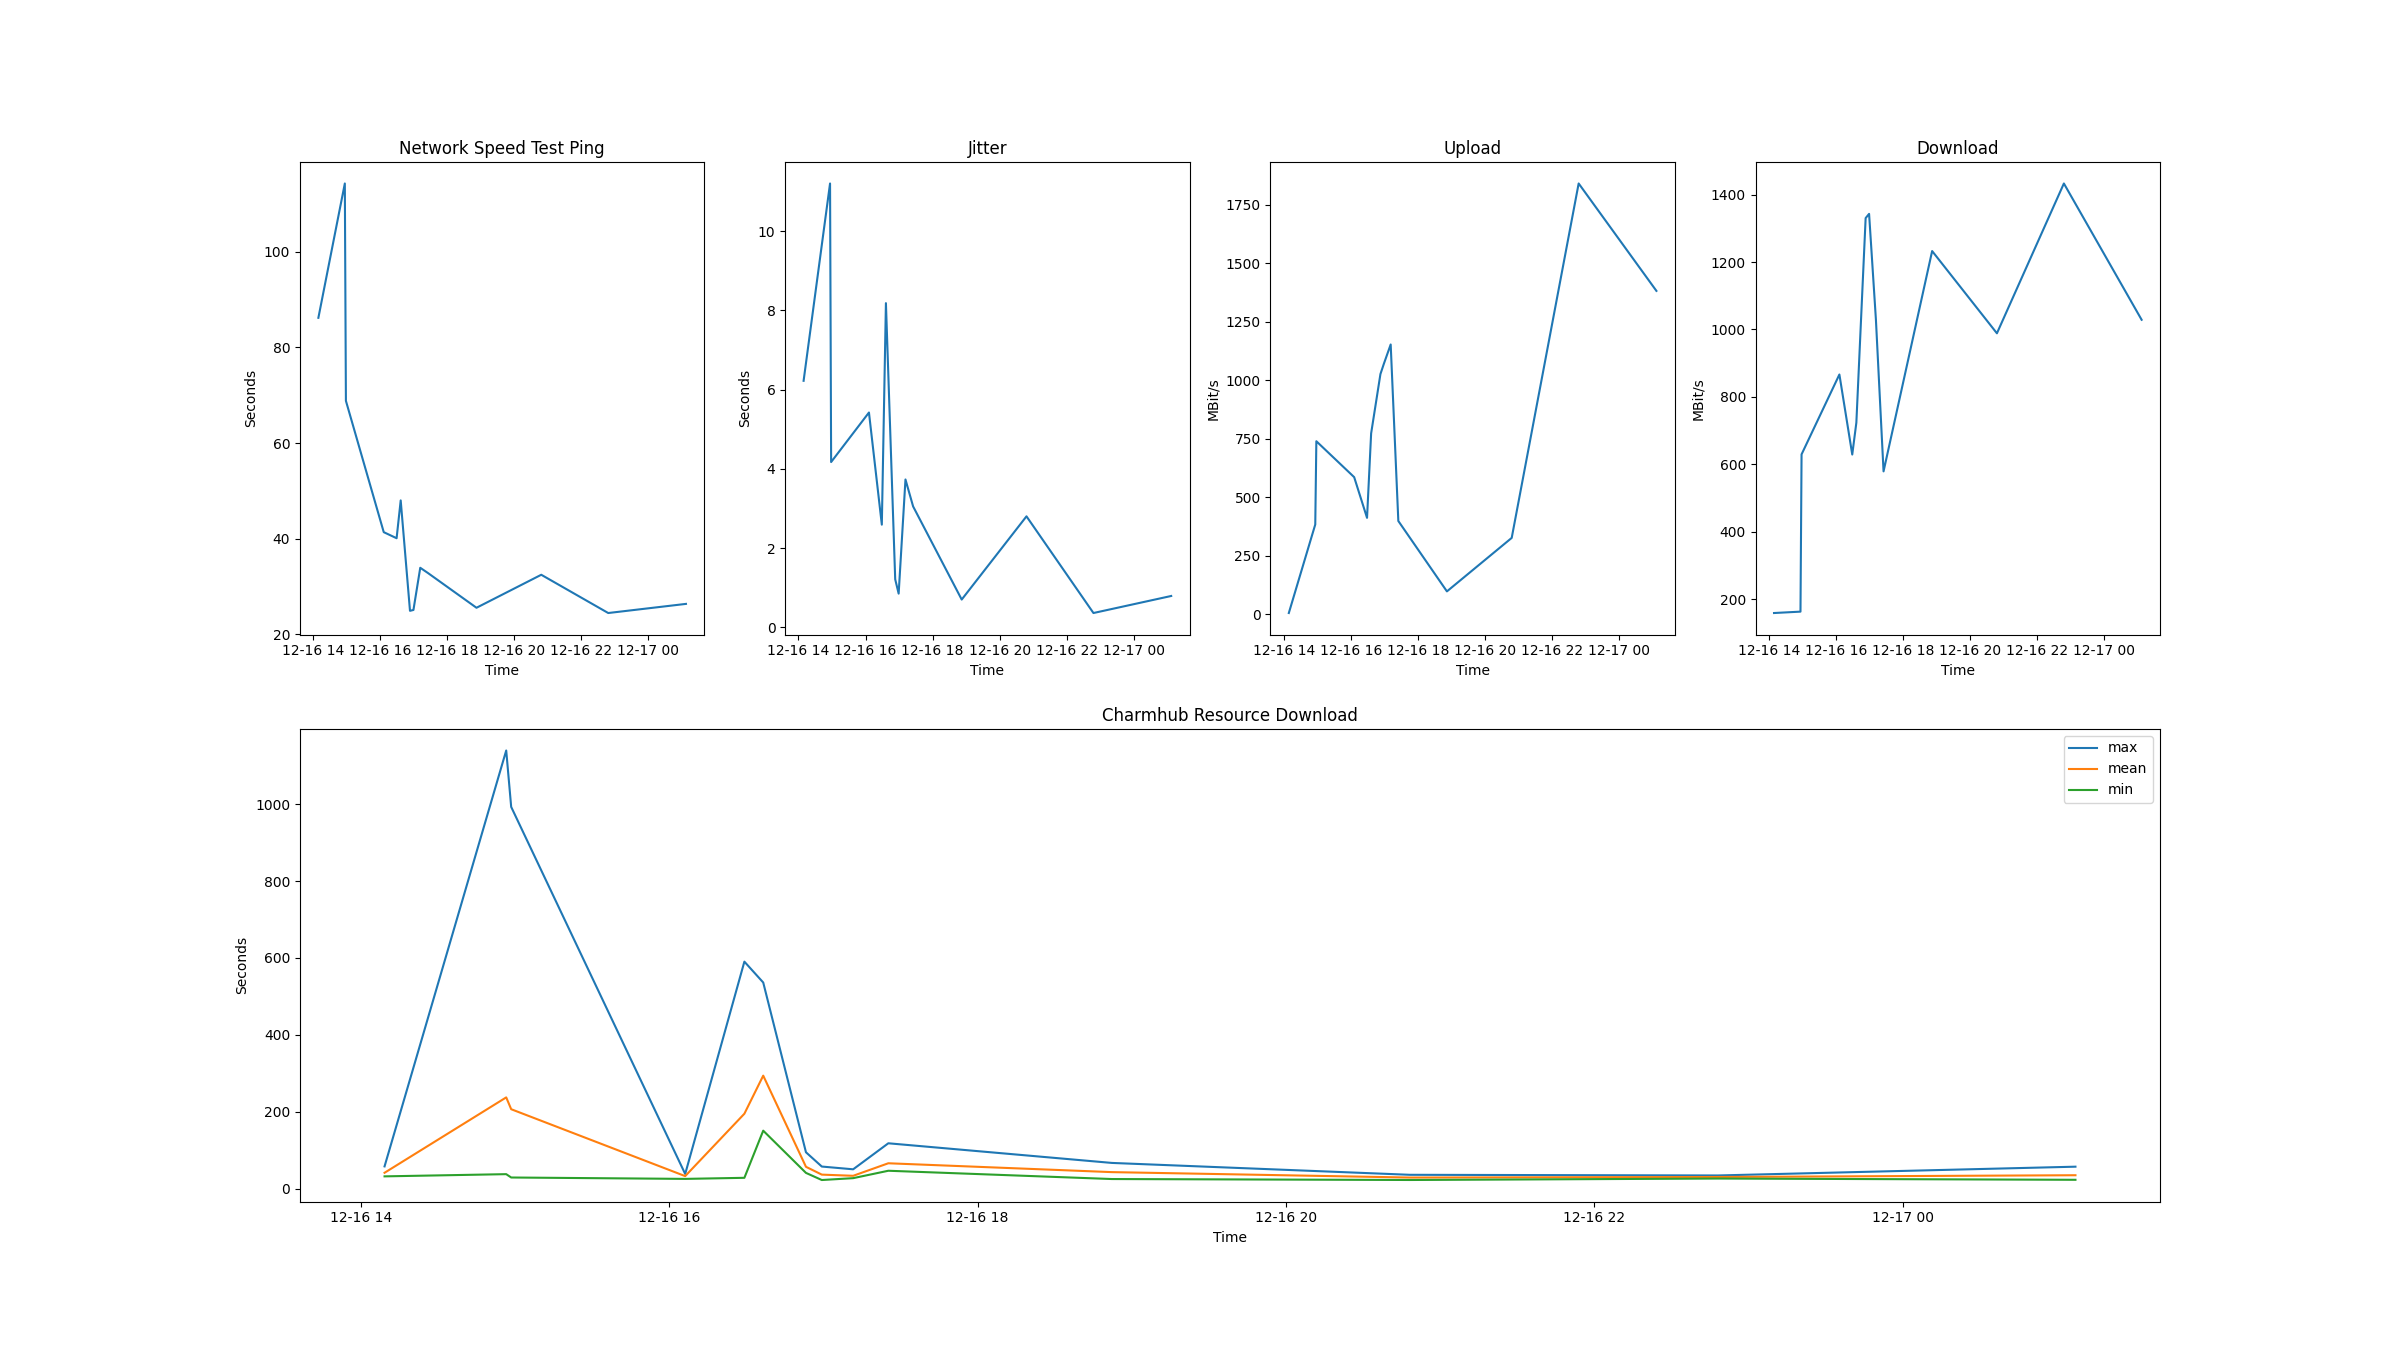 Network Speed Test Ping
100
80
60
40
20
Seconds
12-16 14 12-16 16 12-16 18 12-16 20 12-16 22 12-17 00
Time
Jitter
10
8
6
4
2
0
Seconds
12-16 14 12-16 16 12-16 18 12-16 20 12-16 22 12-17 00
Time
Upload
1750
1500
1250
1000
750
500
250
0
MBit/s
12-16 14 12-16 16 12-16 18 12-16 20 12-16 22 12-17 00
Time
Download
1400
1200
1000
800
600
400
200
MBit/s
12-16 14 12-16 16 12-16 18 12-16 20 12-16 22 12-17 00
Time
Charmhub Resource Download
max
mean
min
1000
800
600
400
200
0
Seconds
12-16 14 12-16 16 12-16 18 12-16 20 12-16 22 12-17 00
Time